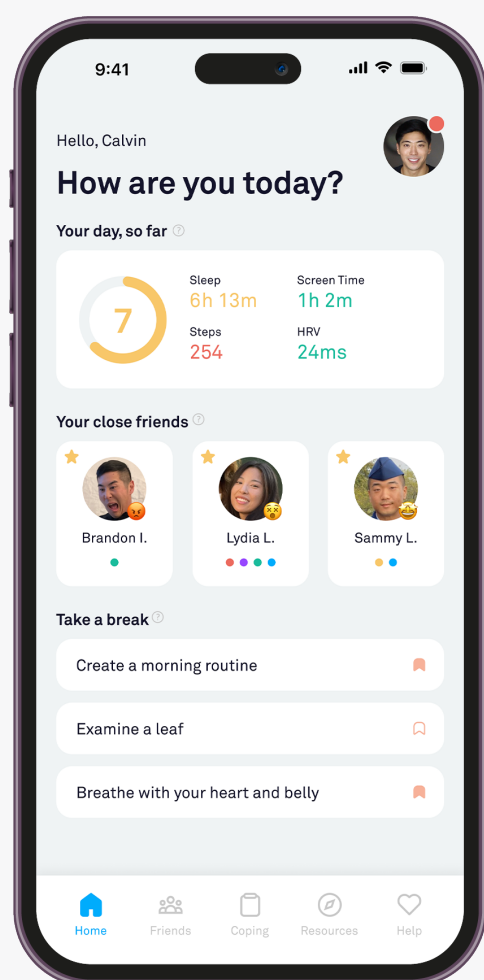 9:41
Hello, Calvin
How are you today?
Your day, so far ?
7
Sleep
6h 13m
Screen Time
1h 2m
Steps
254
HRV
24ms
Your close friends ?
Brandon I.
Lydia L.
Sammy L.
Take a break ?
Create a morning routine
Examine a leaf
Breathe with your heart and belly
Home
Friends
Coping
Resources
Help